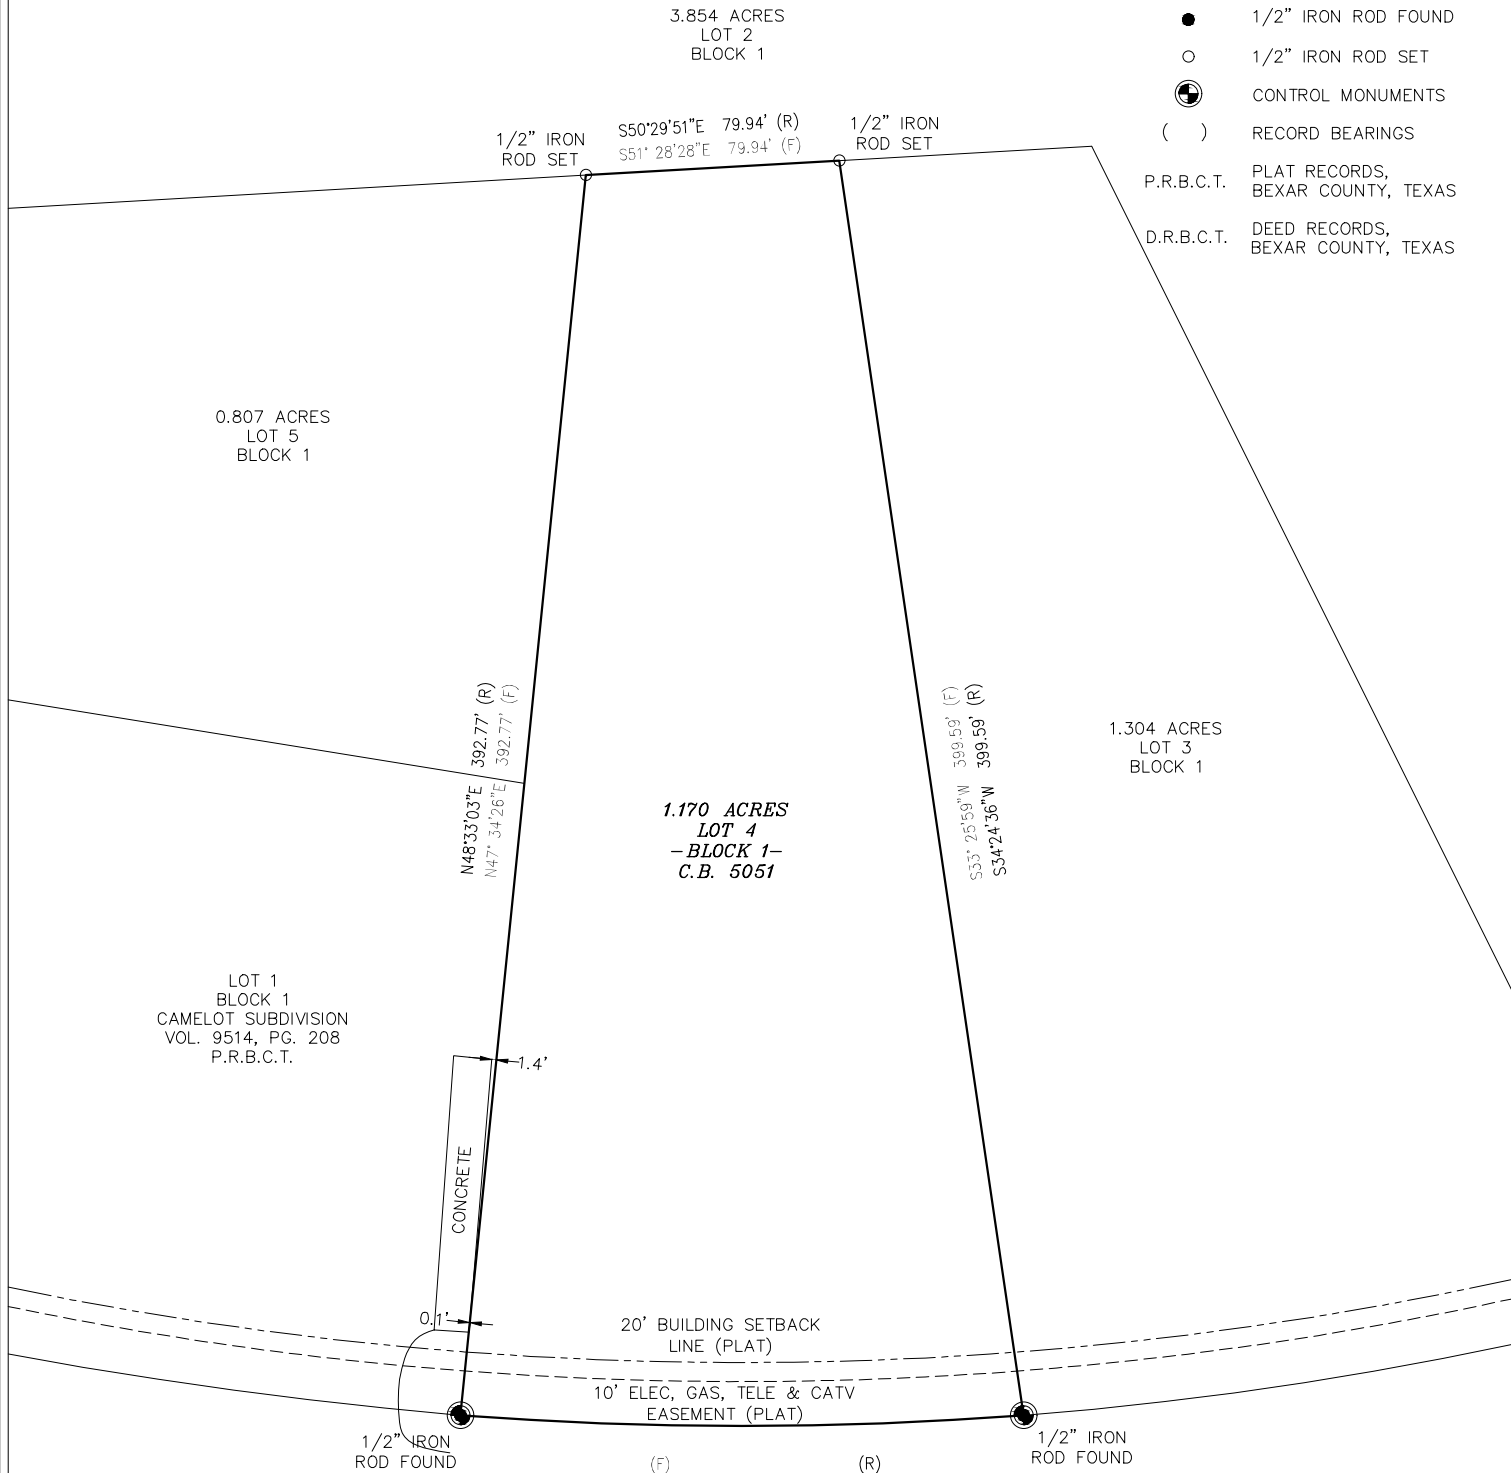 3.854 ACRES
LOT 2
BLOCK 1
1/2" IRON ROD FOUND
1/2" IRON ROD SET
CONTROL MONUMENTS
( ) RECORD BEARINGS
P.R.B.C.T. PLAT RECORDS,
BEXAR COUNTY, TEXAS
D.R.B.C.T. DEED RECORDS,
BEXAR COUNTY, TEXAS
1/2" IRON
ROD SET
S50°29'51"E 79.94' (R)
S51° 28'28"E 79.94' (F)
1/2" IRON
ROD SET
0.807 ACRES
LOT 5
BLOCK 1
N48°33'03"E 392.77' (R)
N47° 34'26"E 392.77' (F)
S33° 25'59"W 399.59' (F)
S34°24'36"W 399.59' (R)
1.304 ACRES
LOT 3
BLOCK 1
1.170 ACRES
LOT 4
-BLOCK 1-
C.B. 5051
LOT 1
BLOCK 1
CAMELOT SUBDIVISION
VOL. 9514, PG. 208
P.R.B.C.T.
1.4'
CONCRETE
0.1'
20' BUILDING SETBACK
LINE (PLAT)
10' ELEC, GAS, TELE & CATV
EASEMENT (PLAT)
1/2" IRON
ROD FOUND
1/2" IRON
ROD FOUND
(F) (R)